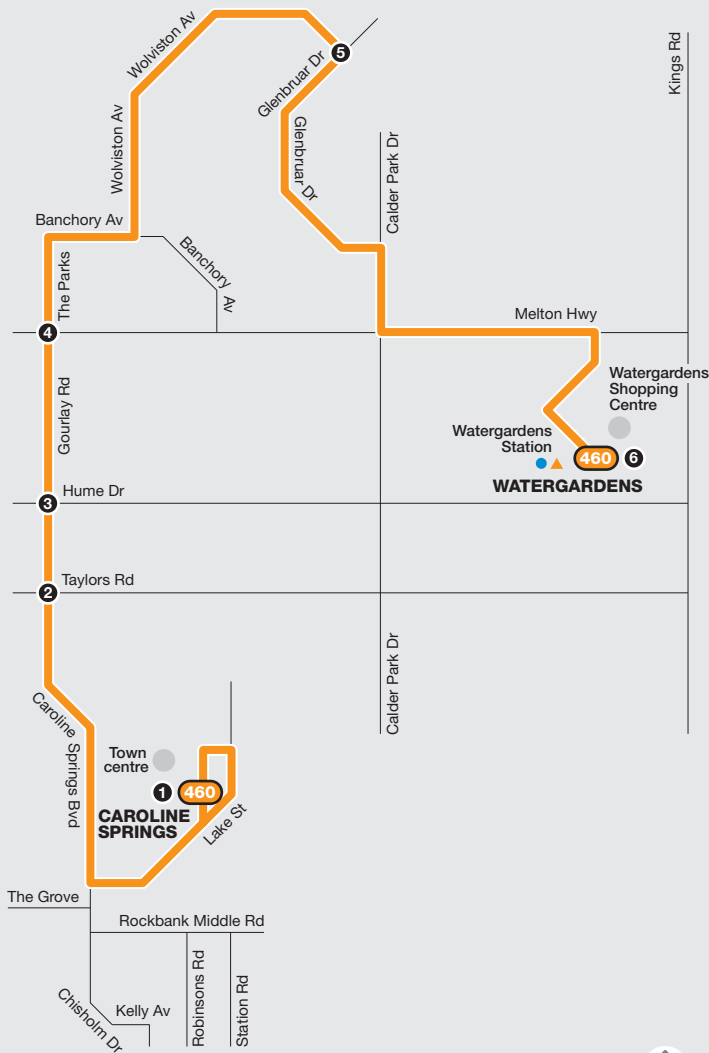 Wolviston Av
5
Glenbruar Dr
Kings Rd
Wolviston Av
Glenbruar Dr
Calder Park Dr
Banchory Av
Banchory
Av
The Parks
4
Melton Hwy
Gourlay Rd
Watergardens
Shopping
Centre
Watergardens
Station
460
6
WATERGARDENS
3
Hume Dr
2
Taylors Rd
Calder Park Dr
Caroline
Springs Bvd
Town
centre
1
460
CAROLINE
SPRINGS
Lake St
The Grove
Rockbank Middle Rd
Robinsons Rd
Station Rd
Chisholm Dr
Kelly Av